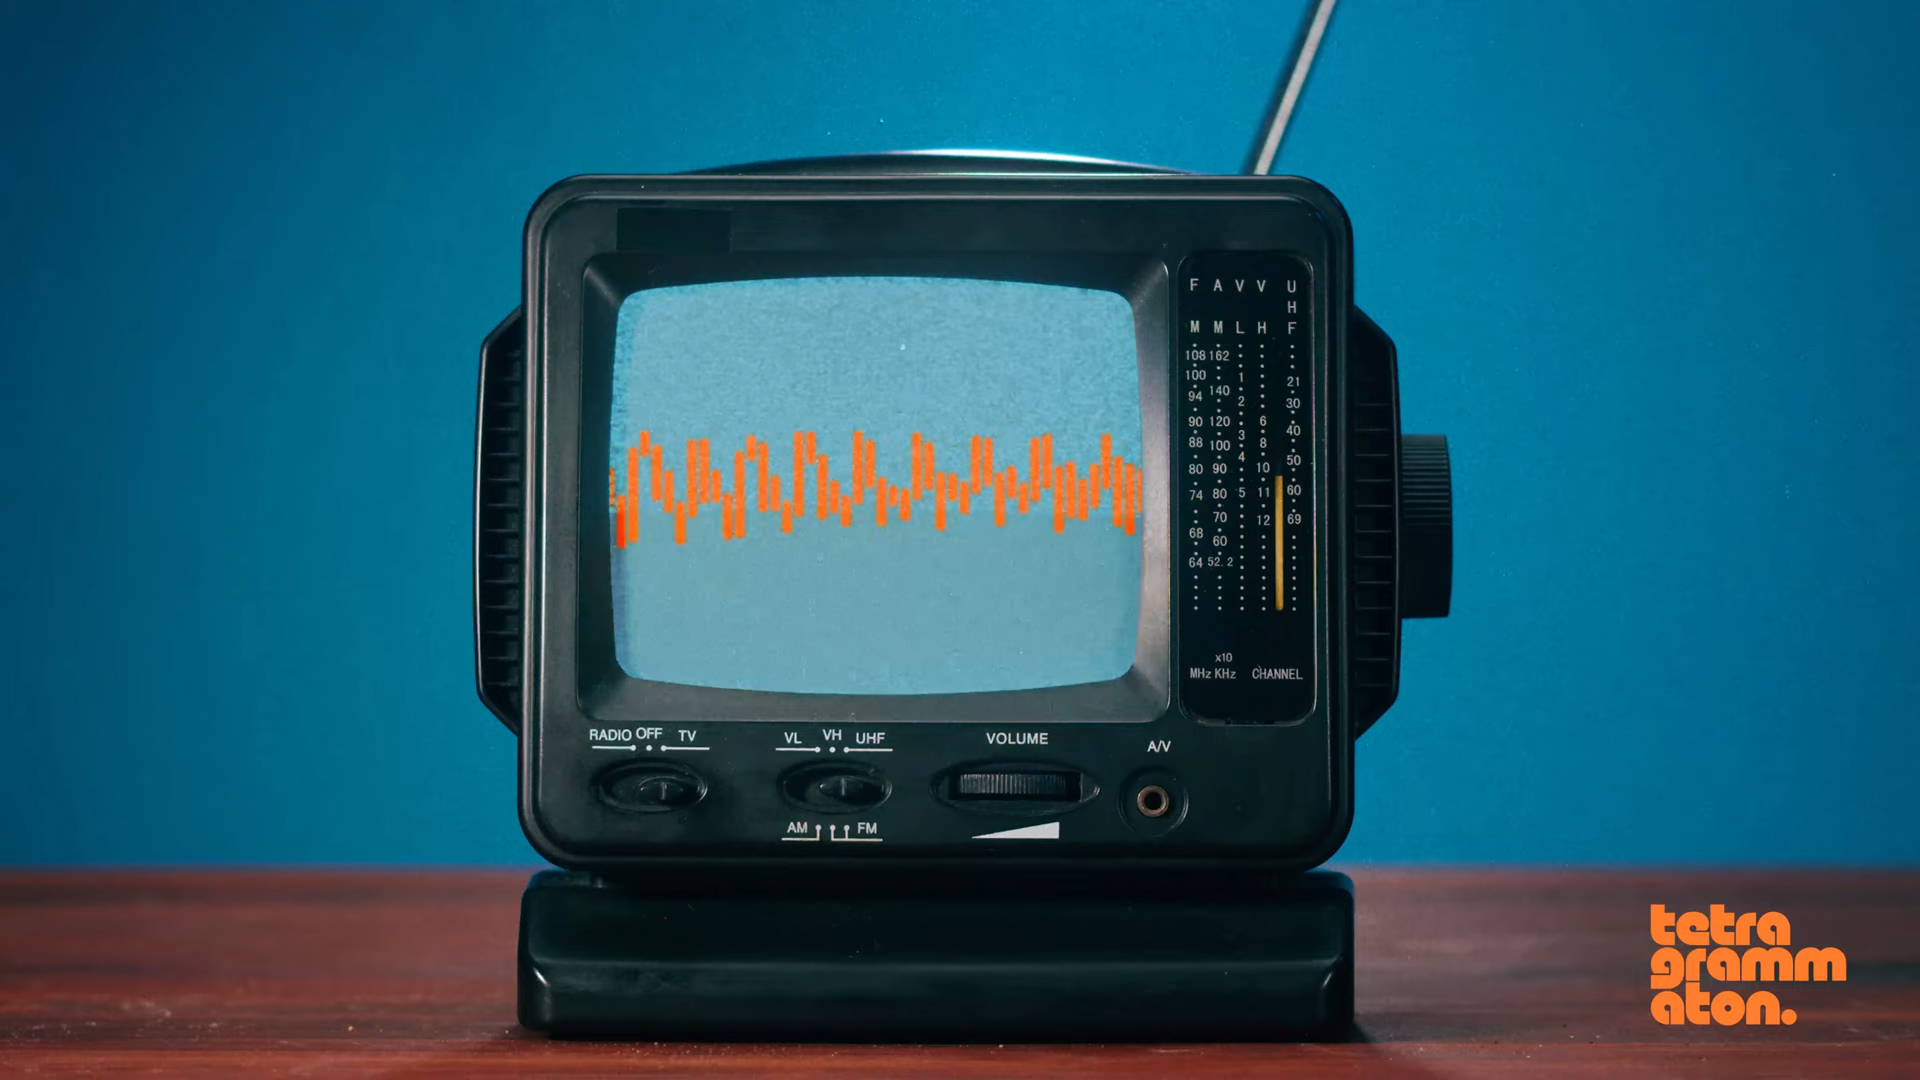 F A V V U
H
M M L H F
108 162
100
1
21
94 140
2
30
90 120
6
40
88 100
3
8
4
50
80 90
10
74 80
5
11
60
70
12
69
68
60
64 52.2
x10
MHz KHz CHANNEL
RADIO OFF TV
VL VH UHF
VOLUME
A/V
AM FM
tetra
gramm
aton.